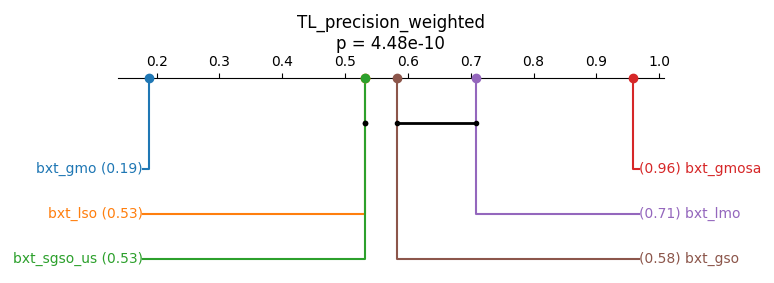 TL_precision_weighted
p = 4.48e-10
0.2 0.3 0.4 0.5 0.6 0.7 0.8 0.9 1.0
bxt_gmo (0.19) (0.96) bxt_gmosa
bxt_lso (0.53) (0.71) bxt_lmo
bxt_sgso_us (0.53) (0.58) bxt_gso